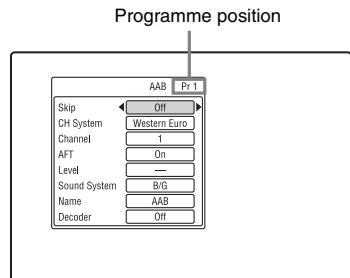 Programme position
AAB Pr 1
Skip Off
CH System Western Euro
Channel 1
AFT On
Level —
Sound System B/G
Name AAB
Decoder Off